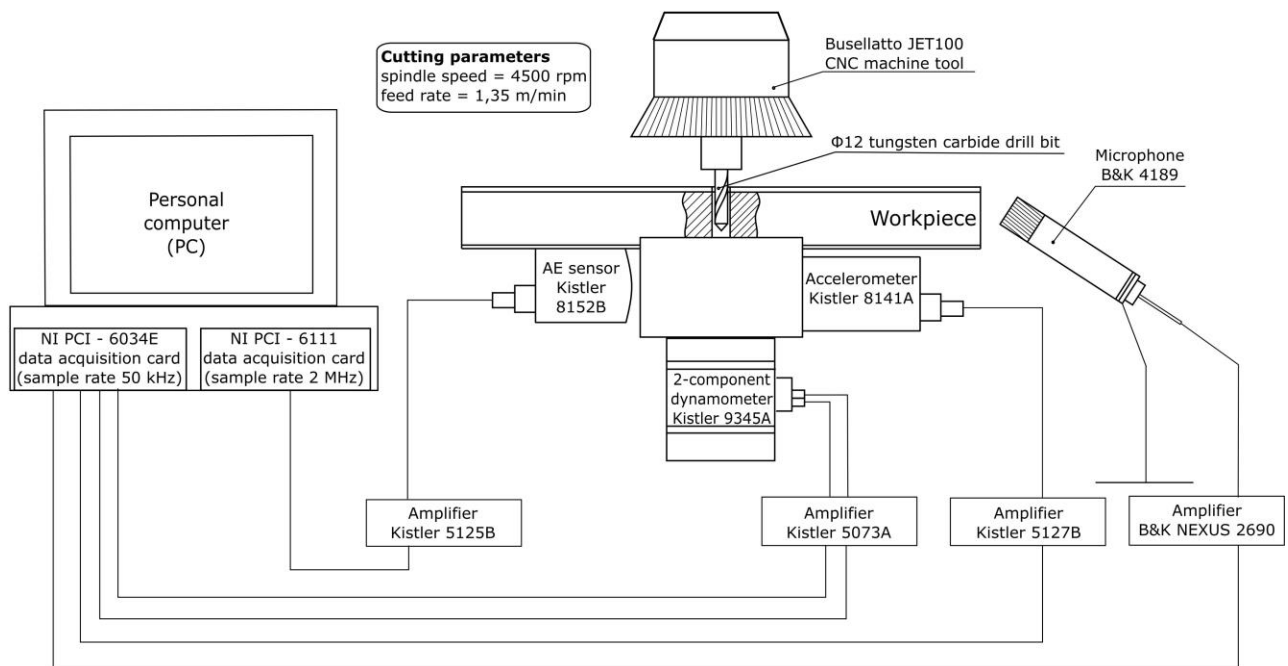 Cutting parameters
spindle speed = 4500 rpm
feed rate = 1,35 m/min
Busellatto JET100
CNC machine tool
Φ12 tungsten carbide drill bit
Microphone
B&K 4189
Personal
computer
(PC)
Workpiece
AE sensor
Kistler
8152B
Accelerometer
Kistler 8141A
NI PCI - 6034E
data acquisition card
(sample rate 50 kHz)
NI PCI - 6111
data acquisition card
(sample rate 2 MHz)
2-component
dynamometer
Kistler 9345A
Amplifier
Kistler 5125B
Amplifier
Kistler 5073A
Amplifier
Kistler 5127B
Amplifier
B&K NEXUS 2690